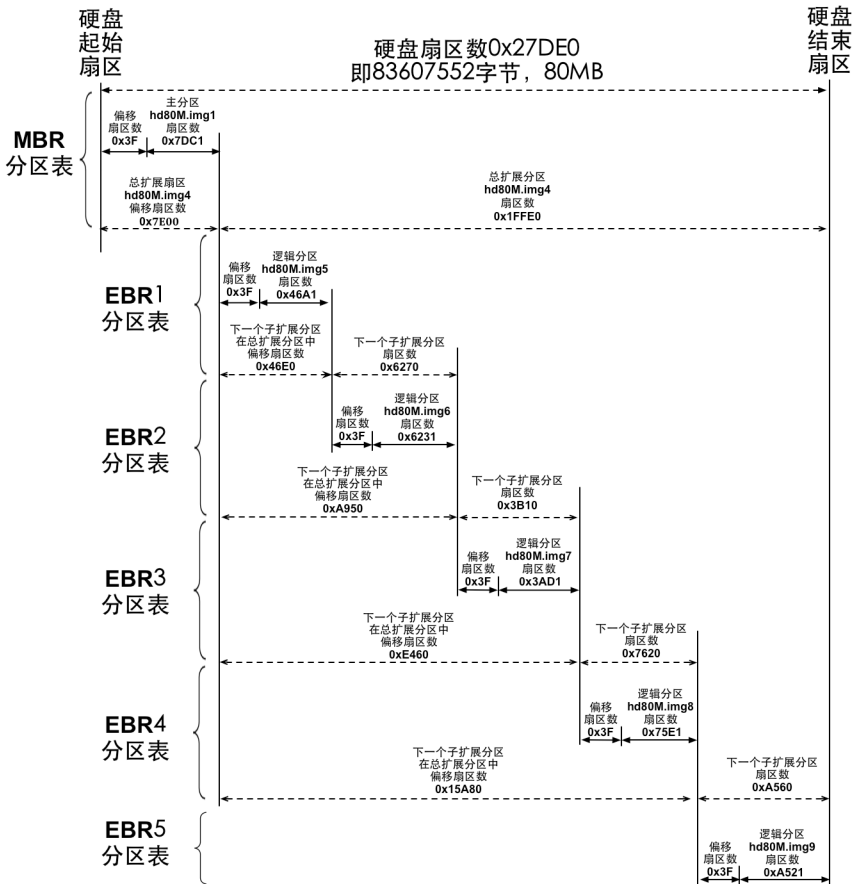 硬盘
起始
扇区
硬盘
结束
扇区
硬盘扇区数0x27DE0
即83607552字节，80MB
MBR
分区表
偏移
扇区数
0x3F
主分区
hd80M.img1
扇区数
0x7DC1
总扩展扇区
hd80M.img4
偏移扇区数
0x7E00
总扩展分区
hd80M.img4
扇区数
0x1FFE0
EBR1
分区表
偏移
扇区数
0x3F
逻辑分区
hd80M.img5
扇区数
0x46A1
下一个子扩展分区
在总扩展分区中
偏移扇区数
0x46E0
下一个子扩展分区
扇区数
0x6270
EBR2
分区表
偏移
扇区数
0x3F
逻辑分区
hd80M.img6
扇区数
0x6231
下一个子扩展分区
在总扩展分区中
偏移扇区数
0xA950
下一个子扩展分区
扇区数
0x3B10
EBR3
分区表
偏移
扇区数
0x3F
逻辑分区
hd80M.img7
扇区数
0x3AD1
下一个子扩展分区
在总扩展分区中
偏移扇区数
0xE460
下一个子扩展分区
扇区数
0x7620
EBR4
分区表
偏移
扇区数
0x3F
逻辑分区
hd80M.img8
扇区数
0x75E1
下一个子扩展分区
在总扩展分区中
偏移扇区数
0x15A80
下一个子扩展分区
扇区数
0xA560
EBR5
分区表
偏移
扇区数
0x3F
逻辑分区
hd80M.img9
扇区数
0xA521